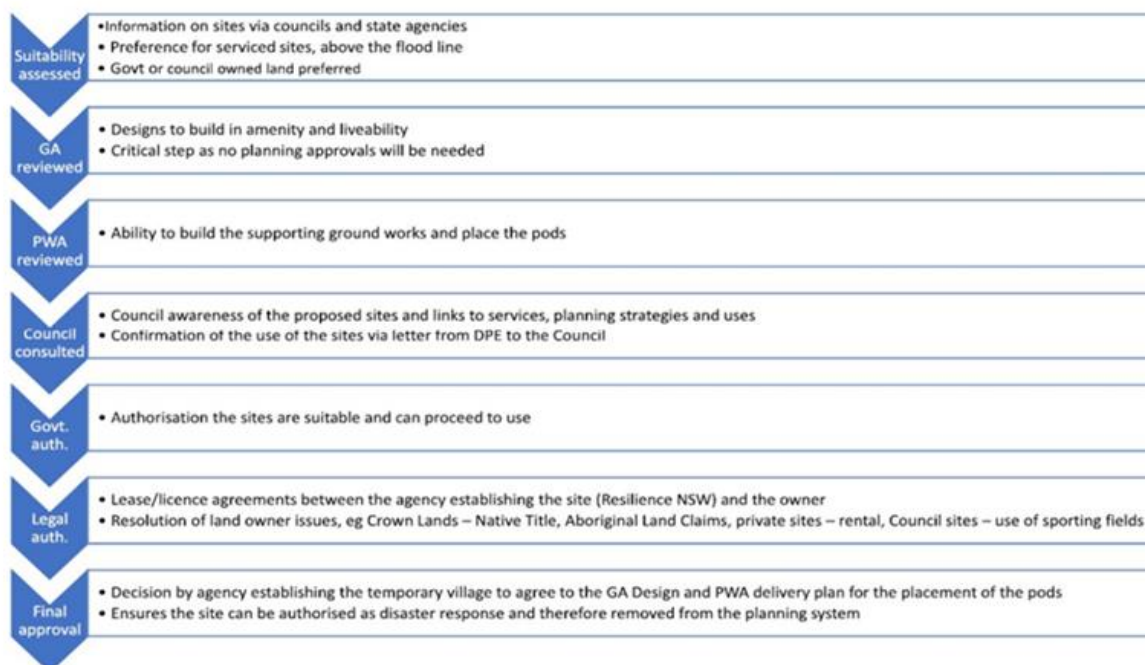 Suitability
assessed
•Information on sites via councils and state agencies
• Preference for serviced sites, above the flood line
• Govt or council owned land preferred
GA
reviewed
• Designs to build in amenity and liveability
• Critical step as no planning approvals will be needed
PWA
reviewed
• Ability to build the supporting ground works and place the pods
Council
consulted
• Council awareness of the proposed sites and links to services, planning strategies and uses
• Confirmation of the use of the sites via letter from DPE to the Council
Govt.
auth.
• Authorisation the sites are suitable and can proceed to use
Legal
auth.
• Lease/licence agreements between the agency establishing the site (Resilience NSW) and the owner
• Resolution of land owner issues, eg Crown Lands – Native Title, Aboriginal Land Claims, private sites – rental, Council sites – use of sporting fields
Final
approval
• Decision by agency establishing the temporary village to agree to the GA Design and PWA delivery plan for the placement of the pods
• Ensures the site can be authorised as disaster response and therefore removed from the planning system